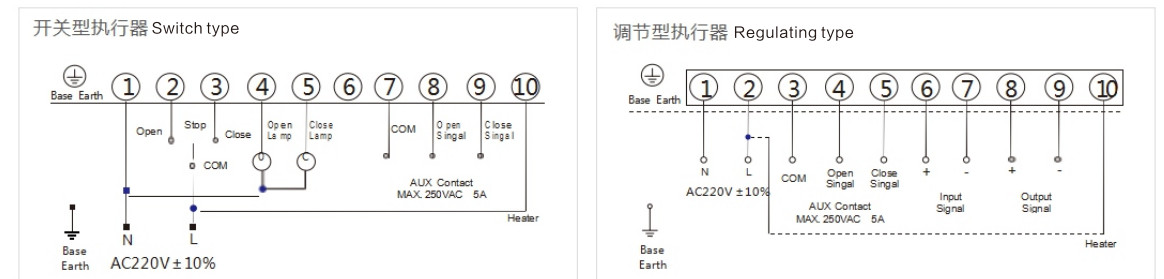 开关型执行器 Switch type
Base Earth
1 2 3 4 5 6 7 8 9 10
Open
Stop
Close
COM
Open
Lamp
Close
Lamp
COM
Open
Singal
Close
Singal
AUX Contact
MAX. 250VAC 5A
Heater
Base
Earth
N
L
AC220V ± 10%
调节型执行器 Regulating type
Base Earth
1 2 3 4 5 6 7 8 9 10
N
L
AC220V ± 10%
COM
Open
Singal
Close
Singal
AUX Contact
MAX. 250VAC 5A
+ -
Input
Signal
+ -
Output
Signal
Heater
Base
Earth